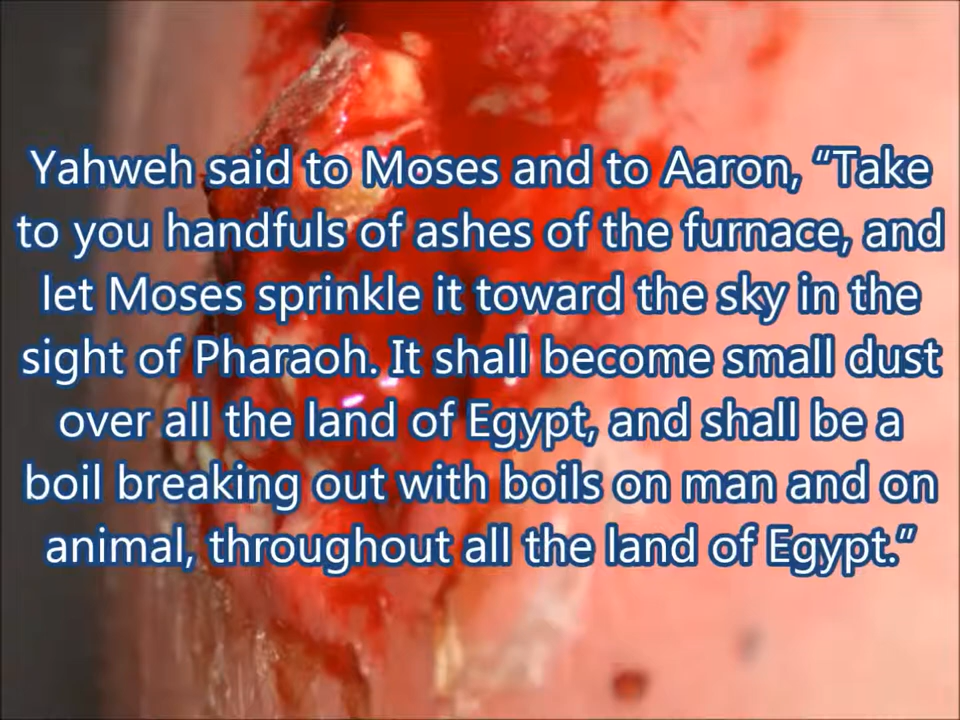 Yahweh said to Moses and to Aaron, “Take
to you handfuls of ashes of the furnace, and
let Moses sprinkle it toward the sky in the
sight of Pharaoh. It shall become small dust
over all the land of Egypt, and shall be a
boil breaking out with boils on man and on
animal, throughout all the land of Egypt.”